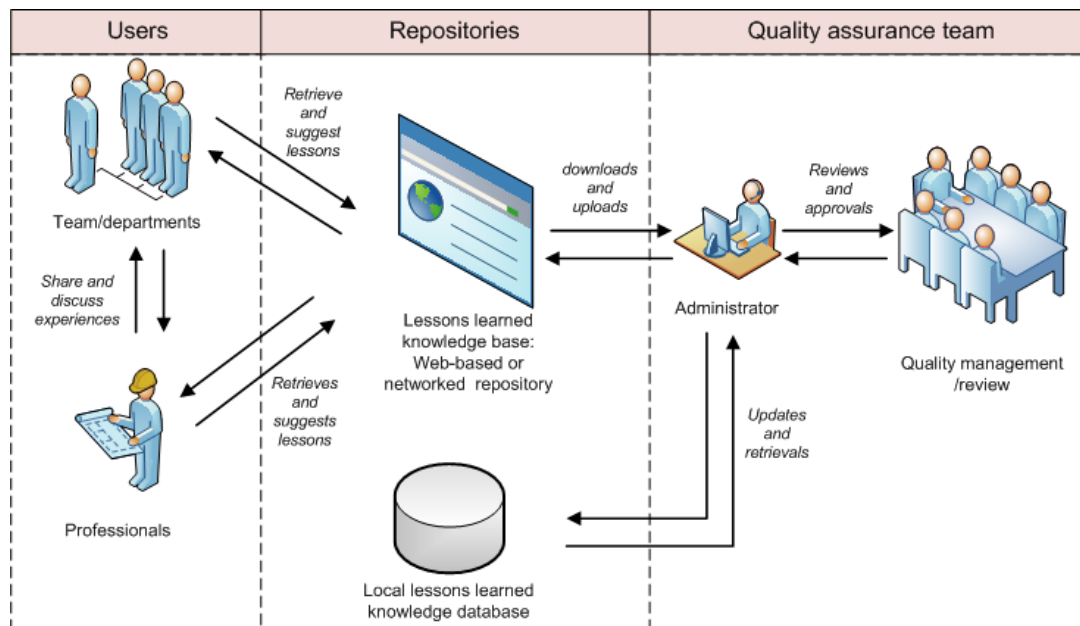 Users
Repositories
Quality assurance team
Retrieve
and
suggest
lessons
Team/departments
Share and
discuss
experiences
Professionals
Retrieves
and
suggests
lessons
Lessons learned
knowledge base:
Web-based or
networked repository
Local lessons learned
knowledge database
downloads
and
uploads
Administrator
Reviews
and
approvals
Quality management
/review
Updates
and
retrievals